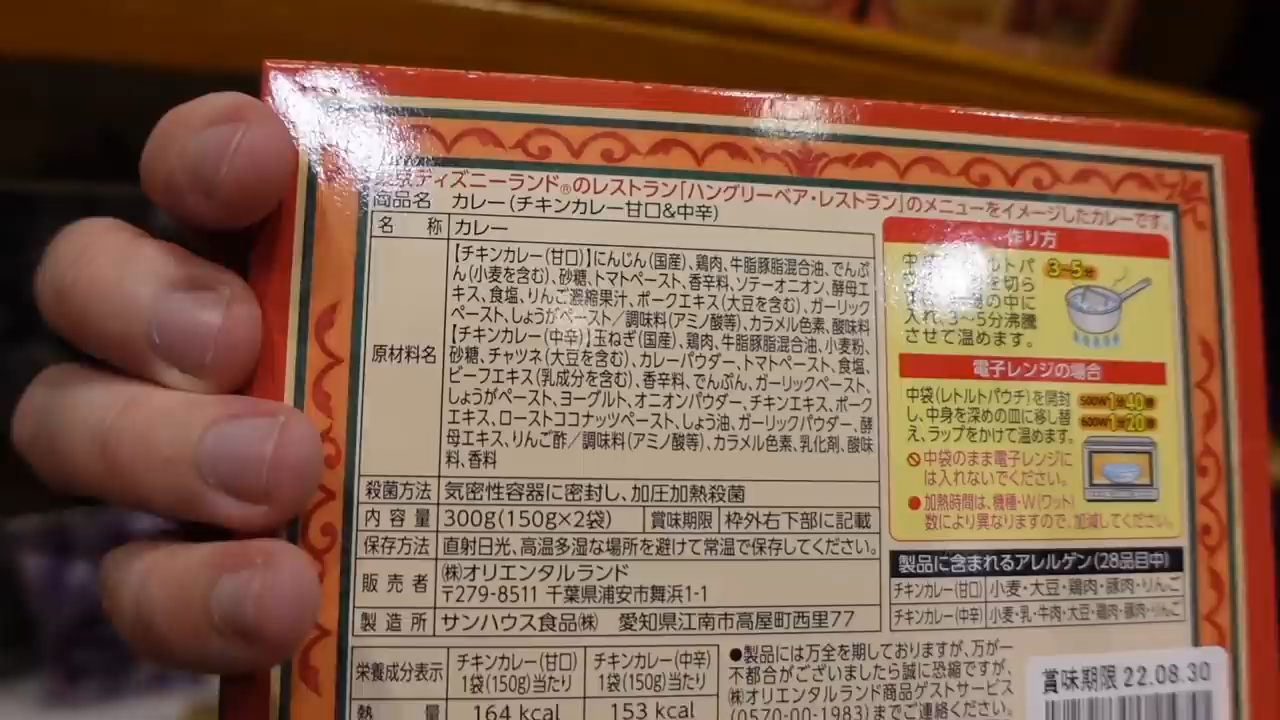 ディズニーランド®のレストラン「ハングリーベア・レストラン」のメニューをイメージしたカレーです。
商品名 カレー(チキンカレー甘口&中辛)
名 称 カレー
原材料名
【チキンカレー(甘口)】にんじん(国産)、鶏肉、牛脂豚脂混合油、でんぷ
ん(小麦を含む)、砂糖、トマトペースト、香辛料、ソテーオニオン、酵母エ
キス、食塩、りんご濃縮果汁、ポークエキス(大豆を含む)、ガーリック
ペースト、しょうがペースト/調味料(アミノ酸等)、カラメル色素、酸味料
【チキンカレー(中辛)】玉ねぎ(国産)、鶏肉、牛脂豚脂混合油、小麦粉、
砂糖、チャツネ(大豆を含む)、カレーパウダー、トマトペースト、食塩、
ビーフエキス(乳成分を含む)、香辛料、でんぷん、ガーリックペースト、
しょうがペースト、ヨーグルト、オニオンパウダー、チキンエキス、ポーク
エキス、ローストココナッツペースト、しょう油、ガーリックパウダー、酵
母エキス、りんご酢/調味料(アミノ酸等)、カラメル色素、乳化剤、酸味
料、香料
殺菌方法 気密性容器に密封し、加圧加熱殺菌
内容量 300g(150g×2袋) 賞味期限 枠外右下部に記載
保存方法 直射日光、高温多湿な場所を避けて常温で保存してください。
販売者 ㈱オリエンタルランド
〒279-8511 千葉県浦安市舞浜1-1
製造所 サンハウス食品㈱ 愛知県江南市高屋町西里77
栄養成分表示 チキンカレー(甘口) チキンカレー(中辛)
1袋(150g)当たり 1袋(150g)当たり
熱 量 164 kcal 153 kcal
作り方
3~5分
を切ら
の中に
入れ、3~5分沸騰
させて温めます。
電子レンジの場合
中袋(レトルトパウチ)を開封
し、中身を深めの皿に移し替
え、ラップをかけて温めます。
500W1分40秒
600W1分20秒
中袋のまま電子レンジに
は入れないでください。
●加熱時間は、機種・W(ワット)
数により異なりますので、加減してください。
製品に含まれるアレルゲン(28品目中)
チキンカレー(甘口) 小麦・大豆・鶏肉・豚肉・りんご
チキンカレー(中辛) 小麦・乳・牛肉・大豆・鶏肉・豚肉・りんご
●製品には万全を期しておりますが、万が一
不都合がございましたら誠に恐縮ですが、
㈱オリエンタルランド商品ゲストサービス
(0570-00-1983)までご連絡ください。
賞味期限 22.08.30